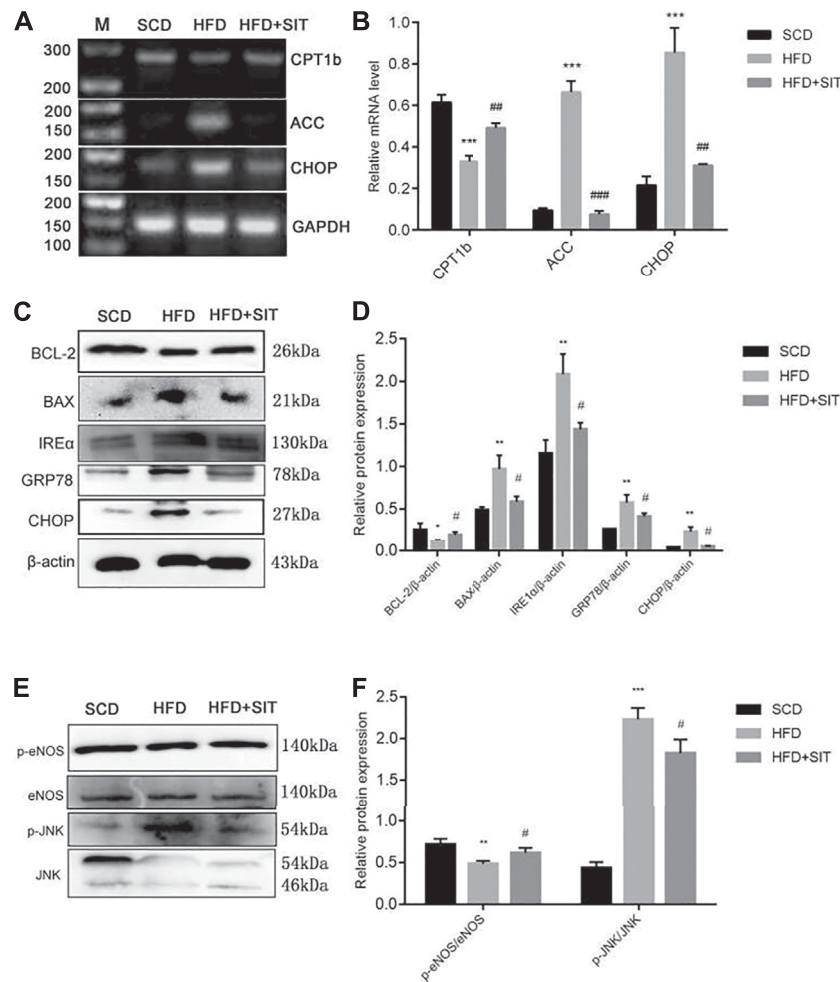 A
M SCD HFD HFD+SIT
300
200
CPT1b
200
150
ACC
200
150
CHOP
200
150
100
GAPDH
B
Relative mRNA level
1.0
0.8
0.6
0.4
0.2
0.0
***
##
***
###
***
##
CPT1b
ACC
CHOP
SCD
HFD
HFD+SIT
C
SCD HFD HFD+SIT
BCL-2 26kDa
BAX 21kDa
IREα 130kDa
GRP78 78kDa
CHOP 27kDa
β-actin 43kDa
D
Relative protein expression
2.5
2.0
1.5
1.0
0.5
0.0
*
#
**
#
**
#
**
#
**
#
BCL-2/β-actin
BAX/β-actin
IRE1α/β-actin
GRP78/β-actin
CHOP/β-actin
SCD
HFD
HFD+SIT
E
SCD HFD HFD+SIT
p-eNOS 140kDa
eNOS 140kDa
p-JNK 54kDa
JNK 54kDa
46kDa
F
Relative protein expression
2.5
2.0
1.5
1.0
0.5
0.0
**
#
***
#
p-eNOS/eNOS
p-JNK/JNK
SCD
HFD
HFD+SIT